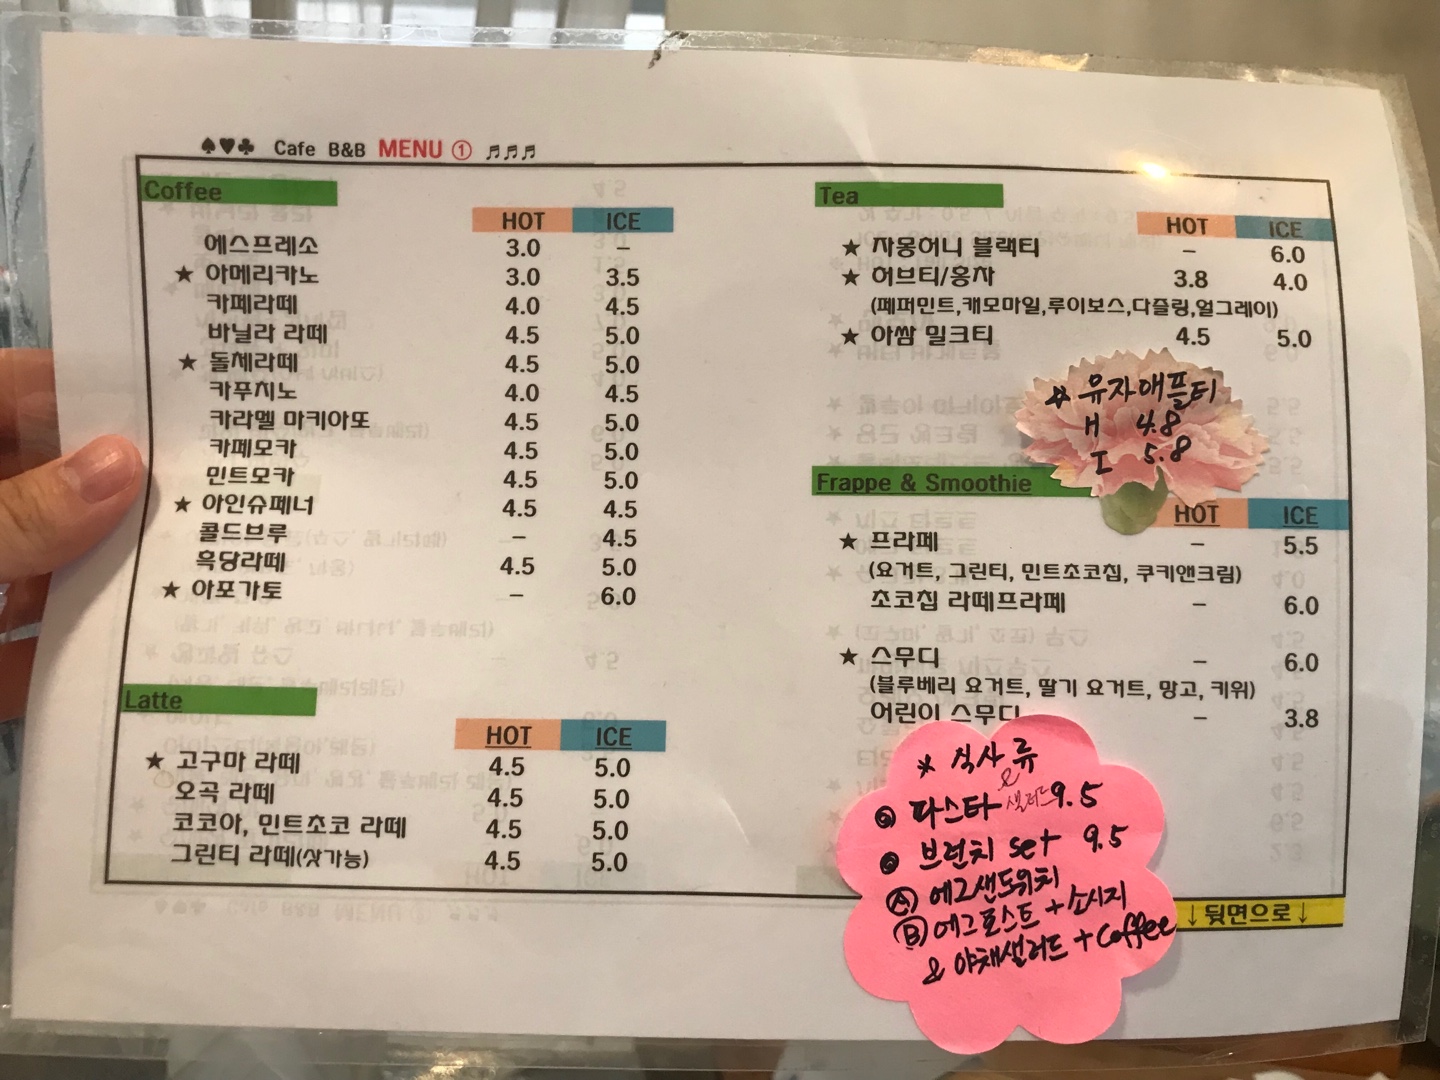 ♠♥♣ Cafe B&B MENU ① ♬♬♬
Coffee
HOT ICE
에스프레소 3.0 –
★ 아메리카노 3.0 3.5
카페라떼 4.0 4.5
바닐라 라떼 4.5 5.0
★ 돌체라떼 4.5 5.0
카푸치노 4.0 4.5
카라멜 마키아또 4.5 5.0
카페모카 4.5 5.0
민트모카 4.5 5.0
★ 아인슈페너 4.5 4.5
콜드브루 – 4.5
흑당라떼 4.5 5.0
★ 아포가토 – 6.0
Latte
HOT ICE
★ 고구마 라떼 4.5 5.0
오곡 라떼 4.5 5.0
코코아, 민트초코 라떼 4.5 5.0
그린티 라떼(샷가능) 4.5 5.0
Tea
HOT ICE
★ 자몽허니 블랙티 – 6.0
★ 허브티/홍차 3.8 4.0
(페퍼민트,캐모마일,루이보스,다즐링,얼그레이)
★ 아쌈 밀크티 4.5 5.0
* 유자애플티
H 4.8
I 5.8
Frappe & Smoothie
HOT ICE
★ 프라페 – 5.5
(요거트, 그린티, 민트초코칩, 쿠키앤크림)
초코칩 라떼프라페 – 6.0
★ 스무디 – 6.0
(블루베리 요거트, 딸기 요거트, 망고, 키위)
어린이 스무디 – 3.8
* 식사류
◎ 파스타 & 샐러드 9.5
◎ 브런치 set 9.5
Ⓐ 에그샌드위치
Ⓑ 에그토스트 + 소시지
& 야채샐러드 + coffee
↓뒷면으로↓